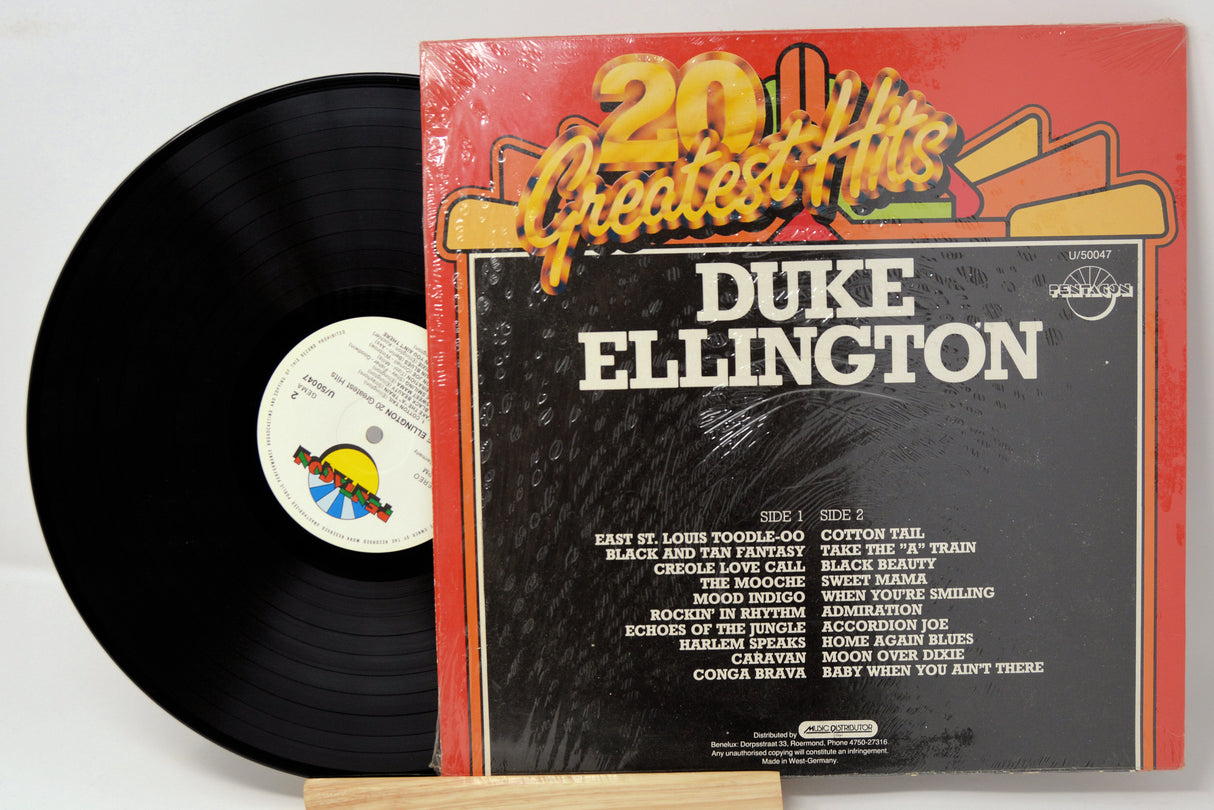 20
Greatest Hits
U/50047
PENTAGON
DUKE
ELLINGTON
SIDE 1
EAST ST. LOUIS TOODLE-OO
BLACK AND TAN FANTASY
CREOLE LOVE CALL
THE MOOCHE
MOOD INDIGO
ROCKIN' IN RHYTHM
ECHOES OF THE JUNGLE
HARLEM SPEAKS
CARAVAN
CONGA BRAVA
SIDE 2
COTTON TAIL
TAKE THE "A" TRAIN
BLACK BEAUTY
SWEET MAMA
WHEN YOU'RE SMILING
ADMIRATION
ACCORDION JOE
HOME AGAIN BLUES
MOON OVER DIXIE
BABY WHEN YOU AIN'T THERE
Distributed by MUSIC DISTRIBUTOR
Benelux: Dorpsstraat 33, Roermond, Phone 4750-27316.
Any unauthorised copying will constitute an infringement.
Made in West-Germany.
PENTAGON
ELLINGTON 20 Greatest Hits
U/50047
GEMA
2